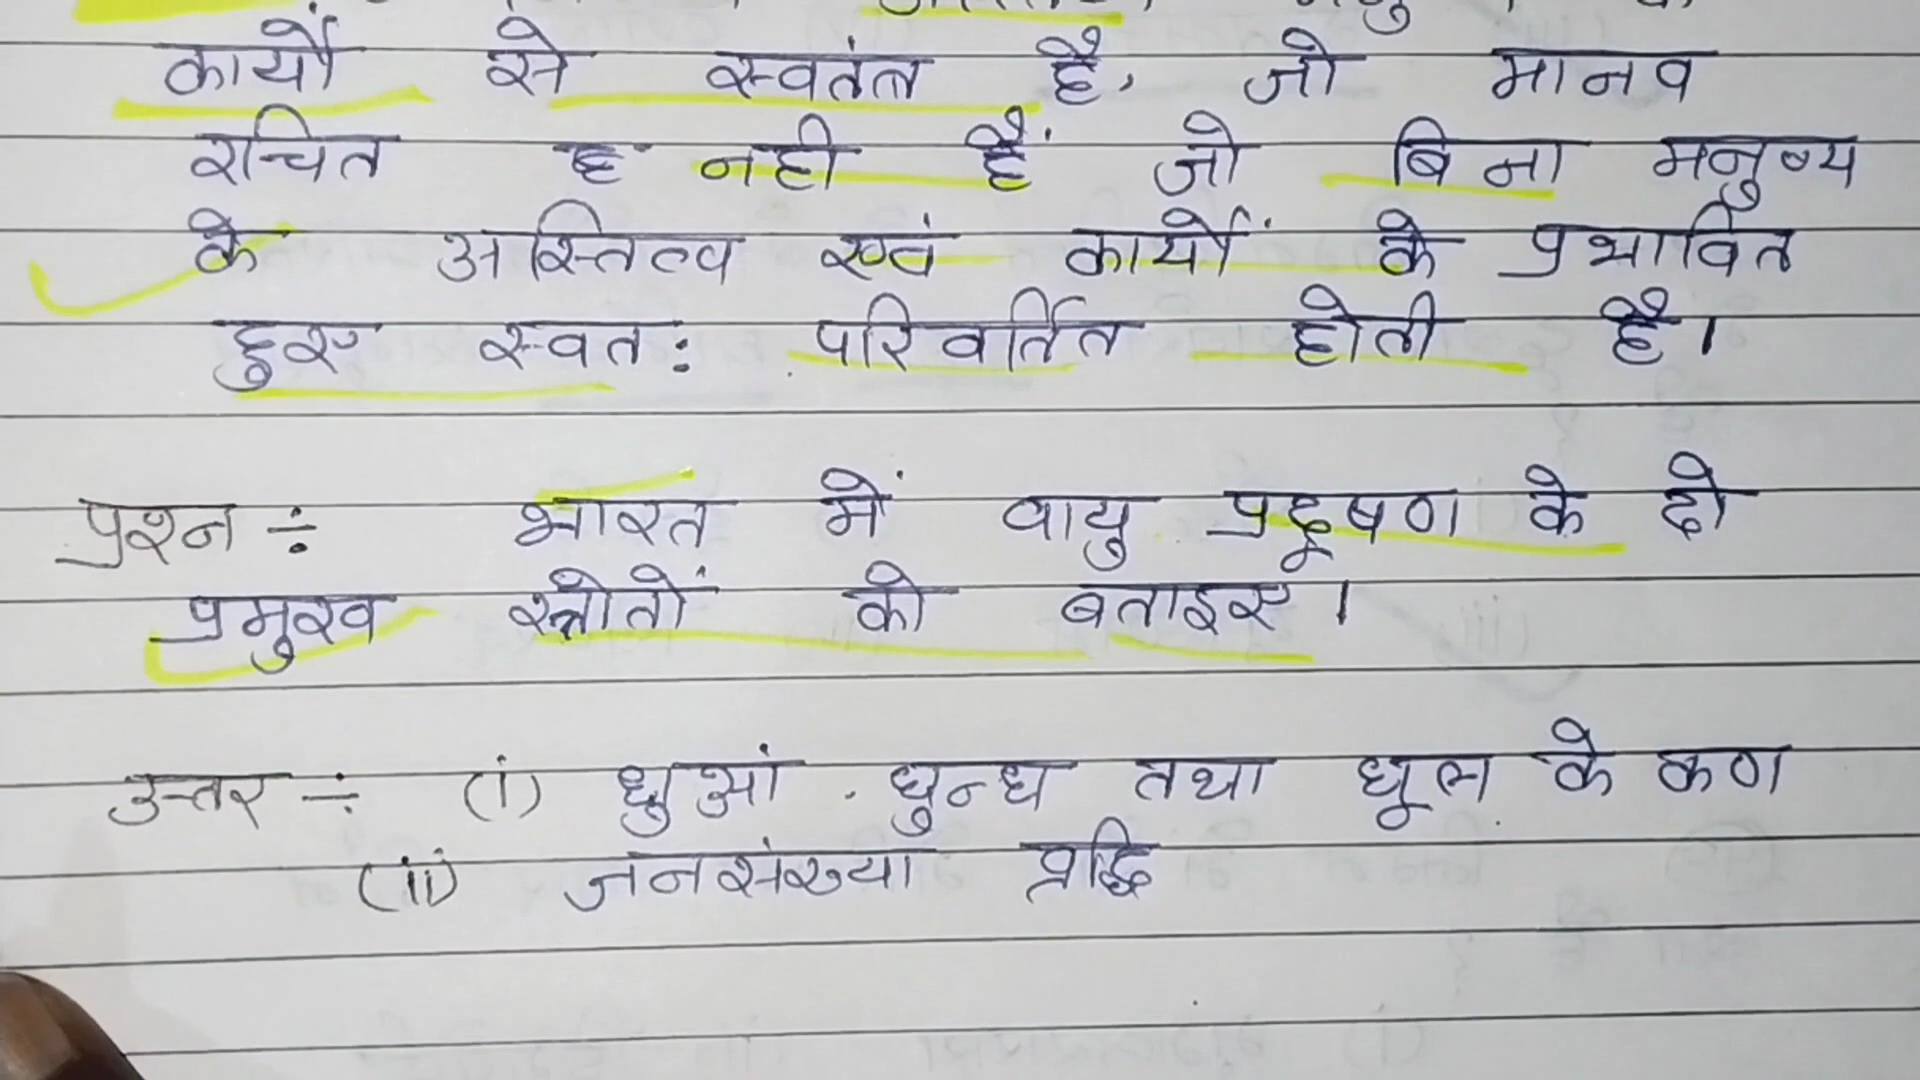 कार्यों से स्वतंत्र है, जो मानव
रचित नही हैं जो बिना मनुष्य
के अस्तित्व एवं कार्यों के प्रभावित
हुए स्वतः परिवर्तित होती है।
प्रश्न ÷ भारत में वायु प्रदूषण के दो
प्रमुख स्त्रोतों को बताइए।
उत्तर ÷ (i) धुआं, धुन्ध तथा धूल के कण
(ii) जनसंख्या व्रद्धि